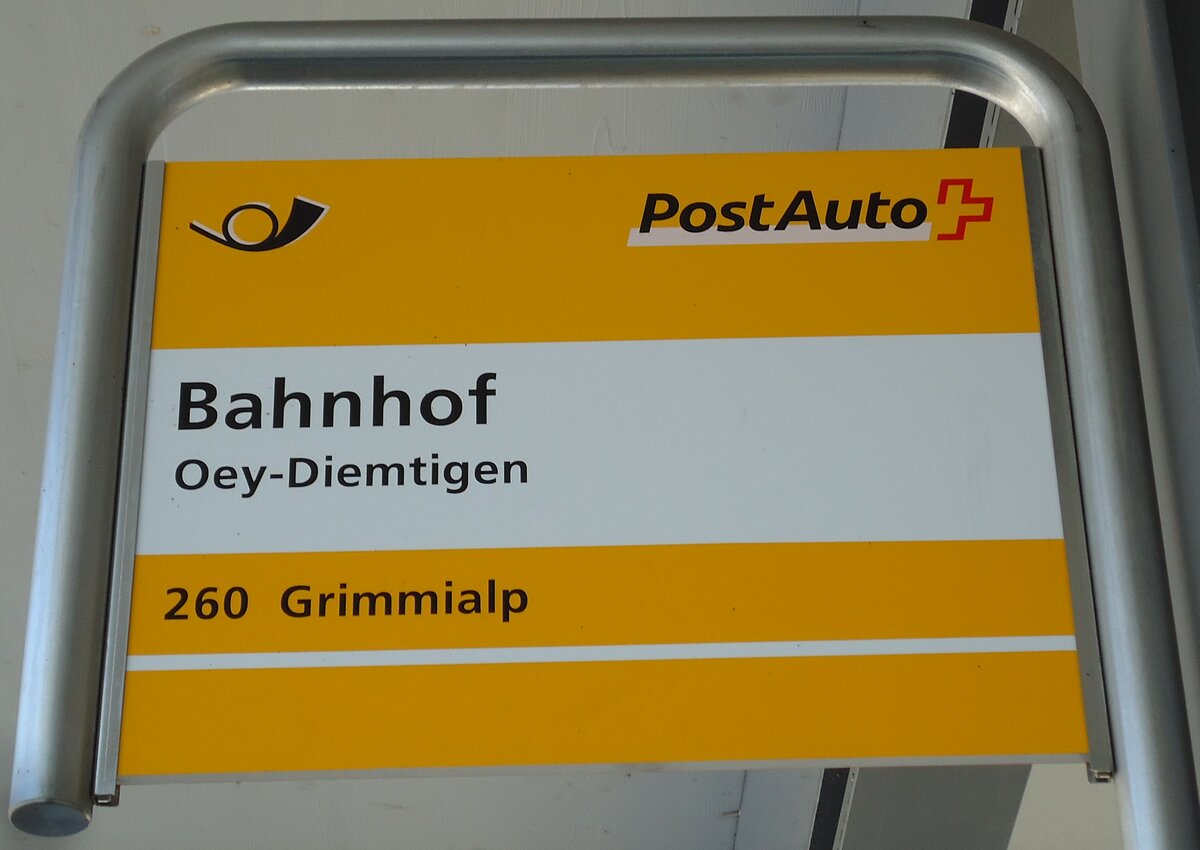 PostAuto
Bahnhof
Oey-Diemtigen
260 Grimmialp